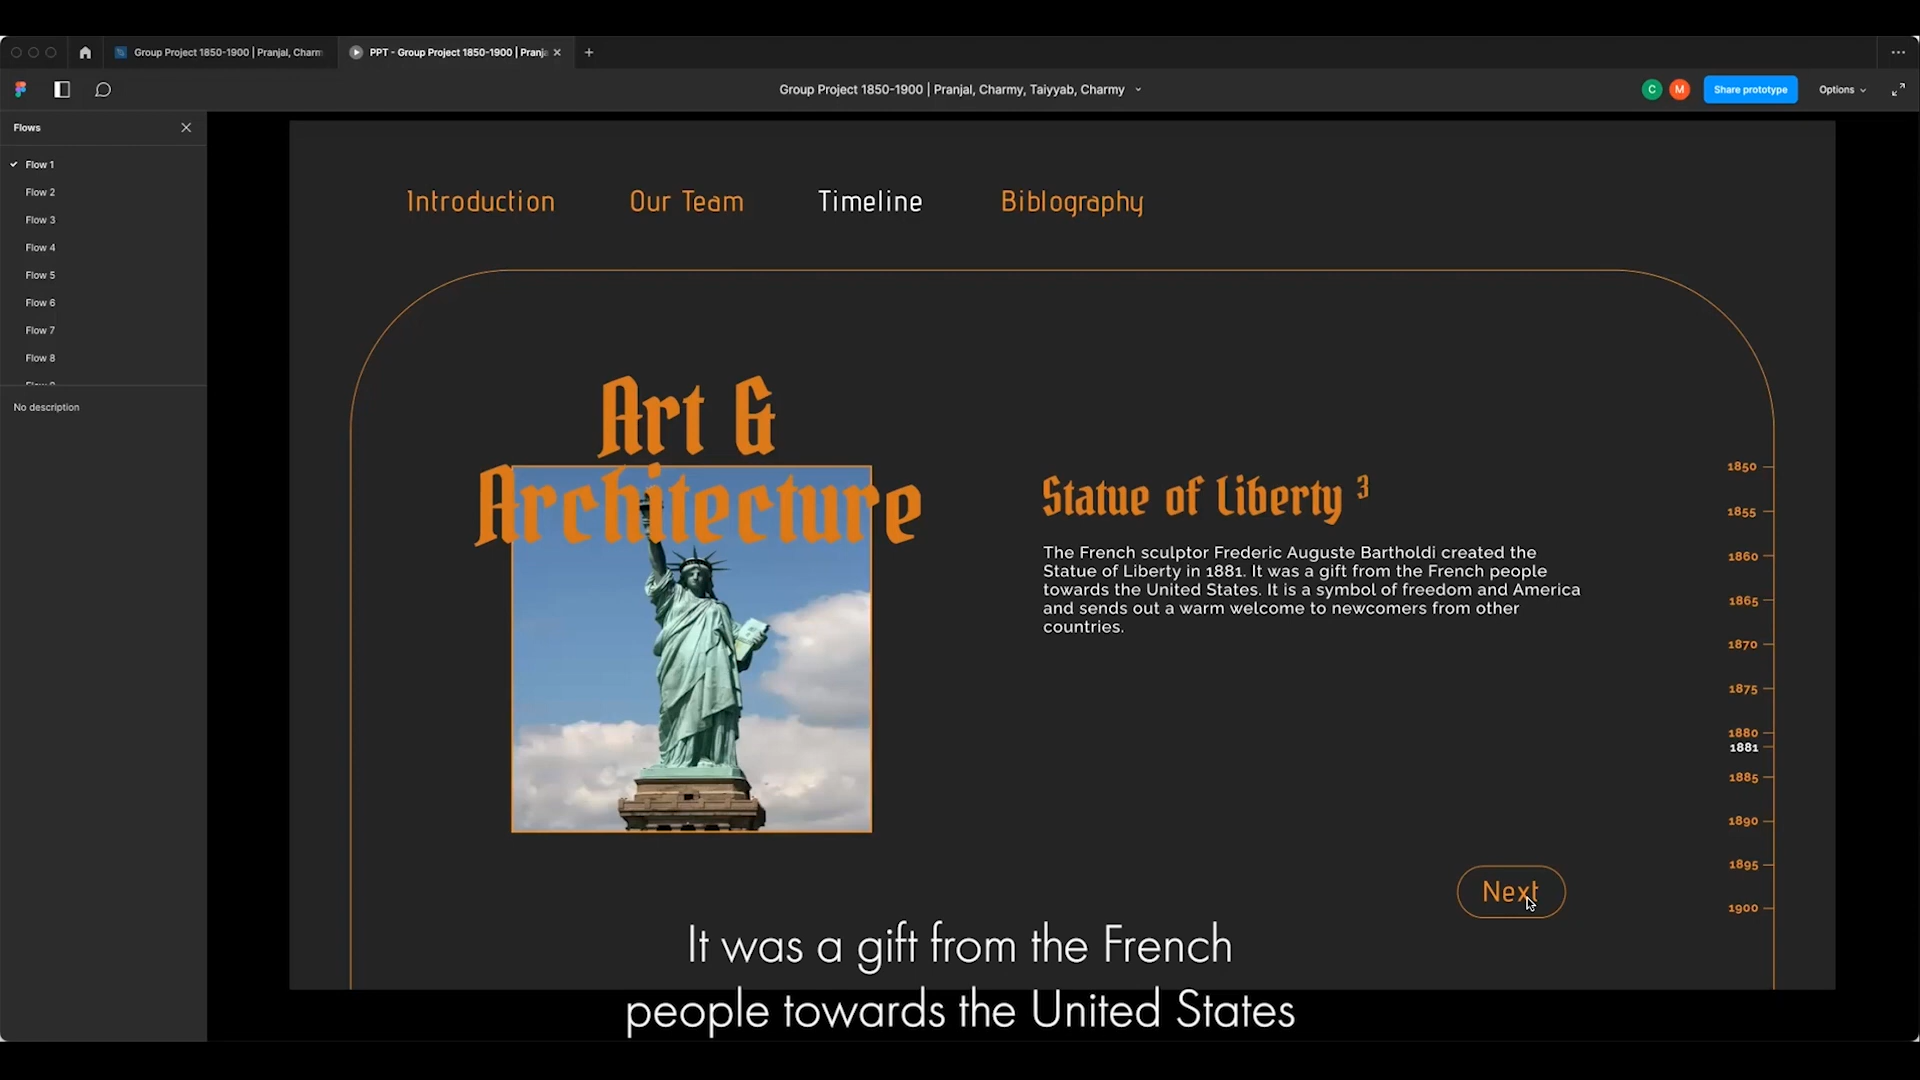 Group Project 1850-1900 | Pranjal, Charm
PPT - Group Project 1850-1900 | Pranja
Group Project 1850-1900 | Pranjal, Charmy, Taiyyab, Charmy
C
M
Share prototype
Options
Flows
Flow 1
Flow 2
Flow 3
Flow 4
Flow 5
Flow 6
Flow 7
Flow 8
No description
Introduction
Our Team
Timeline
Biblography
Art &
Architecture
Statue of Liberty 3
The French sculptor Frederic Auguste Bartholdi created the
Statue of Liberty in 1881. It was a gift from the French people
towards the United States. It is a symbol of freedom and America
and sends out a warm welcome to newcomers from other
countries.
1850
1855
1860
1865
1870
1875
1880
1881
1885
1890
1895
1900
Next
It was a gift from the French
people towards the United States